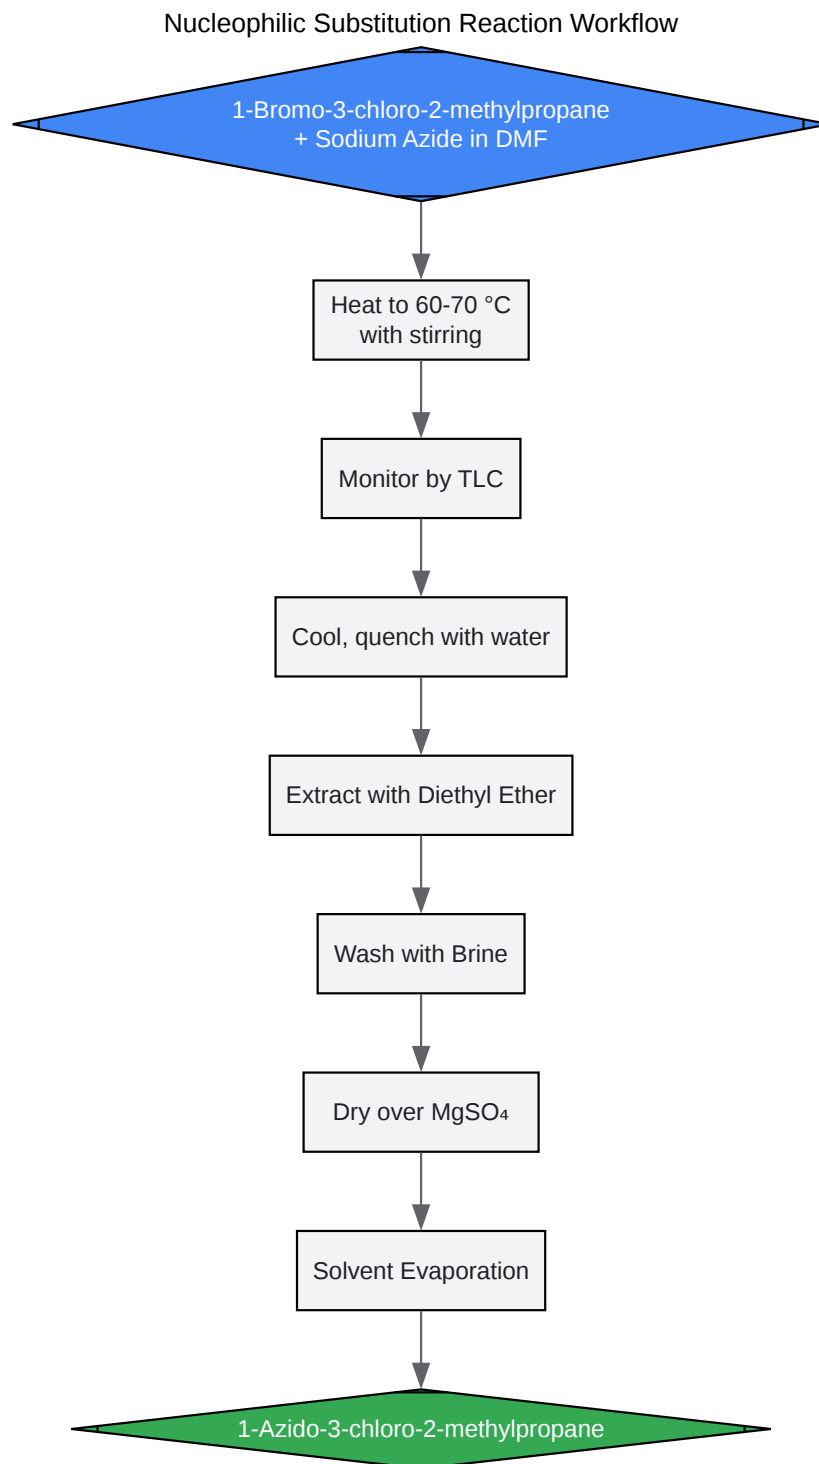 Nucleophilic Substitution Reaction Workflow
1-Bromo-3-chloro-2-methylpropane
+ Sodium Azide in DMF
Heat to 60-70 °C
with stirring
Monitor by TLC
Cool, quench with water
Extract with Diethyl Ether
Wash with Brine
Dry over MgSO₄
Solvent Evaporation
1-Azido-3-chloro-2-methylpropane